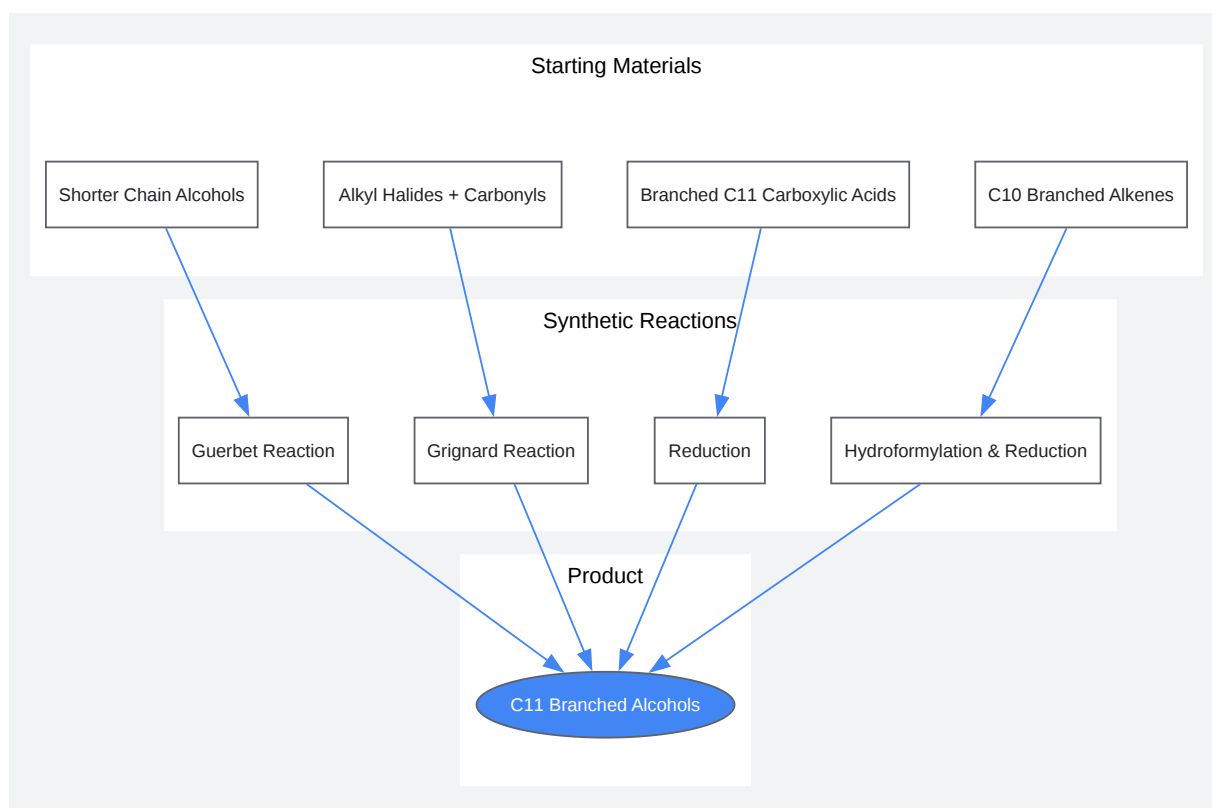 Starting Materials
Shorter Chain Alcohols
Alkyl Halides + Carbonyls
Branched C11 Carboxylic Acids
C10 Branched Alkenes
Synthetic Reactions
Guerbet Reaction
Grignard Reaction
Reduction
Hydroformylation & Reduction
Product
C11 Branched Alcohols